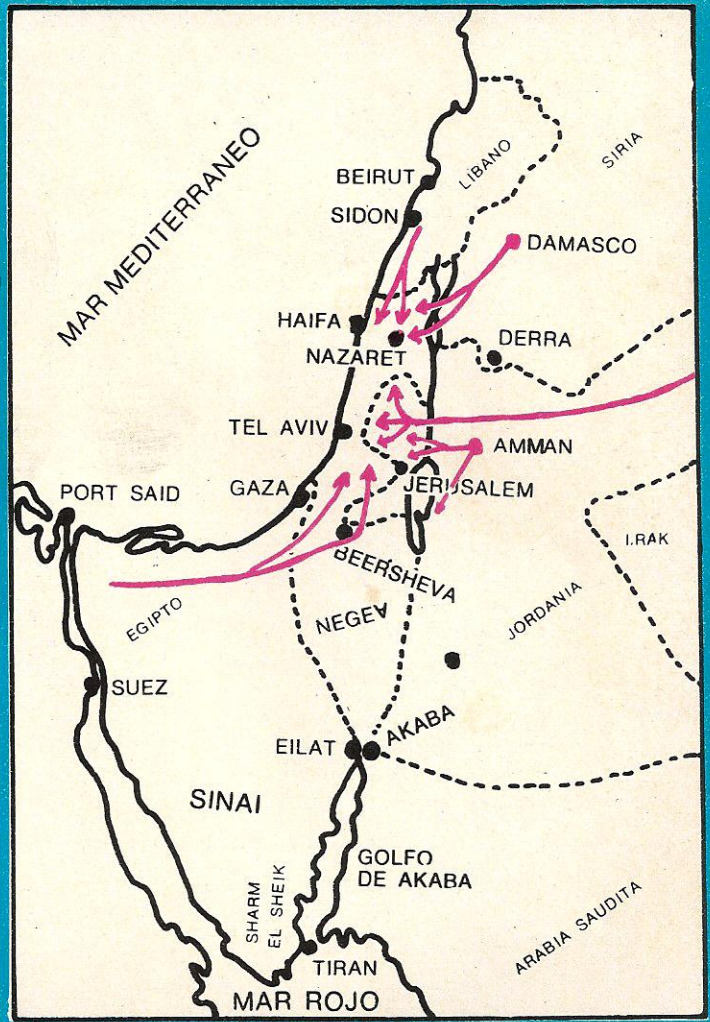 MAR MEDITERRANEO
BEIRUT
LIBANO
SIRIA
SIDON
DAMASCO
HAIFA
NAZARET
DERRA
TEL AVIV
AMMAN
GAZA
JERUSALEM
PORT SAID
BEERSHEVA
I.RAK
EGIPTO
NEGEV
JORDANIA
SUEZ
EILAT
AKABA
SINAI
GOLFO
DE AKABA
SHARM
EL SHEIK
ARABIA SAUDITA
TIRAN
MAR ROJO